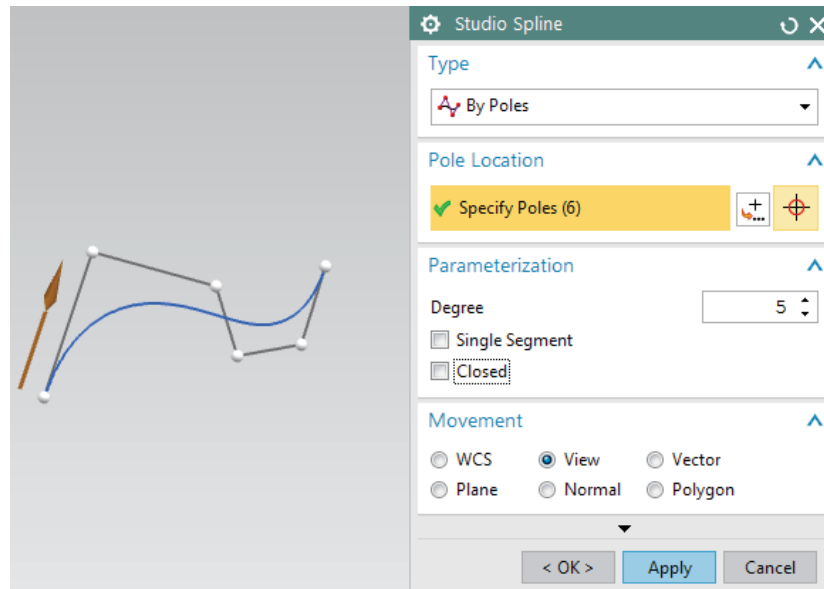 Studio Spline
Type
By Poles
Pole Location
Specify Poles (6)
Parameterization
Degree 5
Single Segment
Closed
Movement
WCS View Vector
Plane Normal Polygon
< OK > Apply Cancel